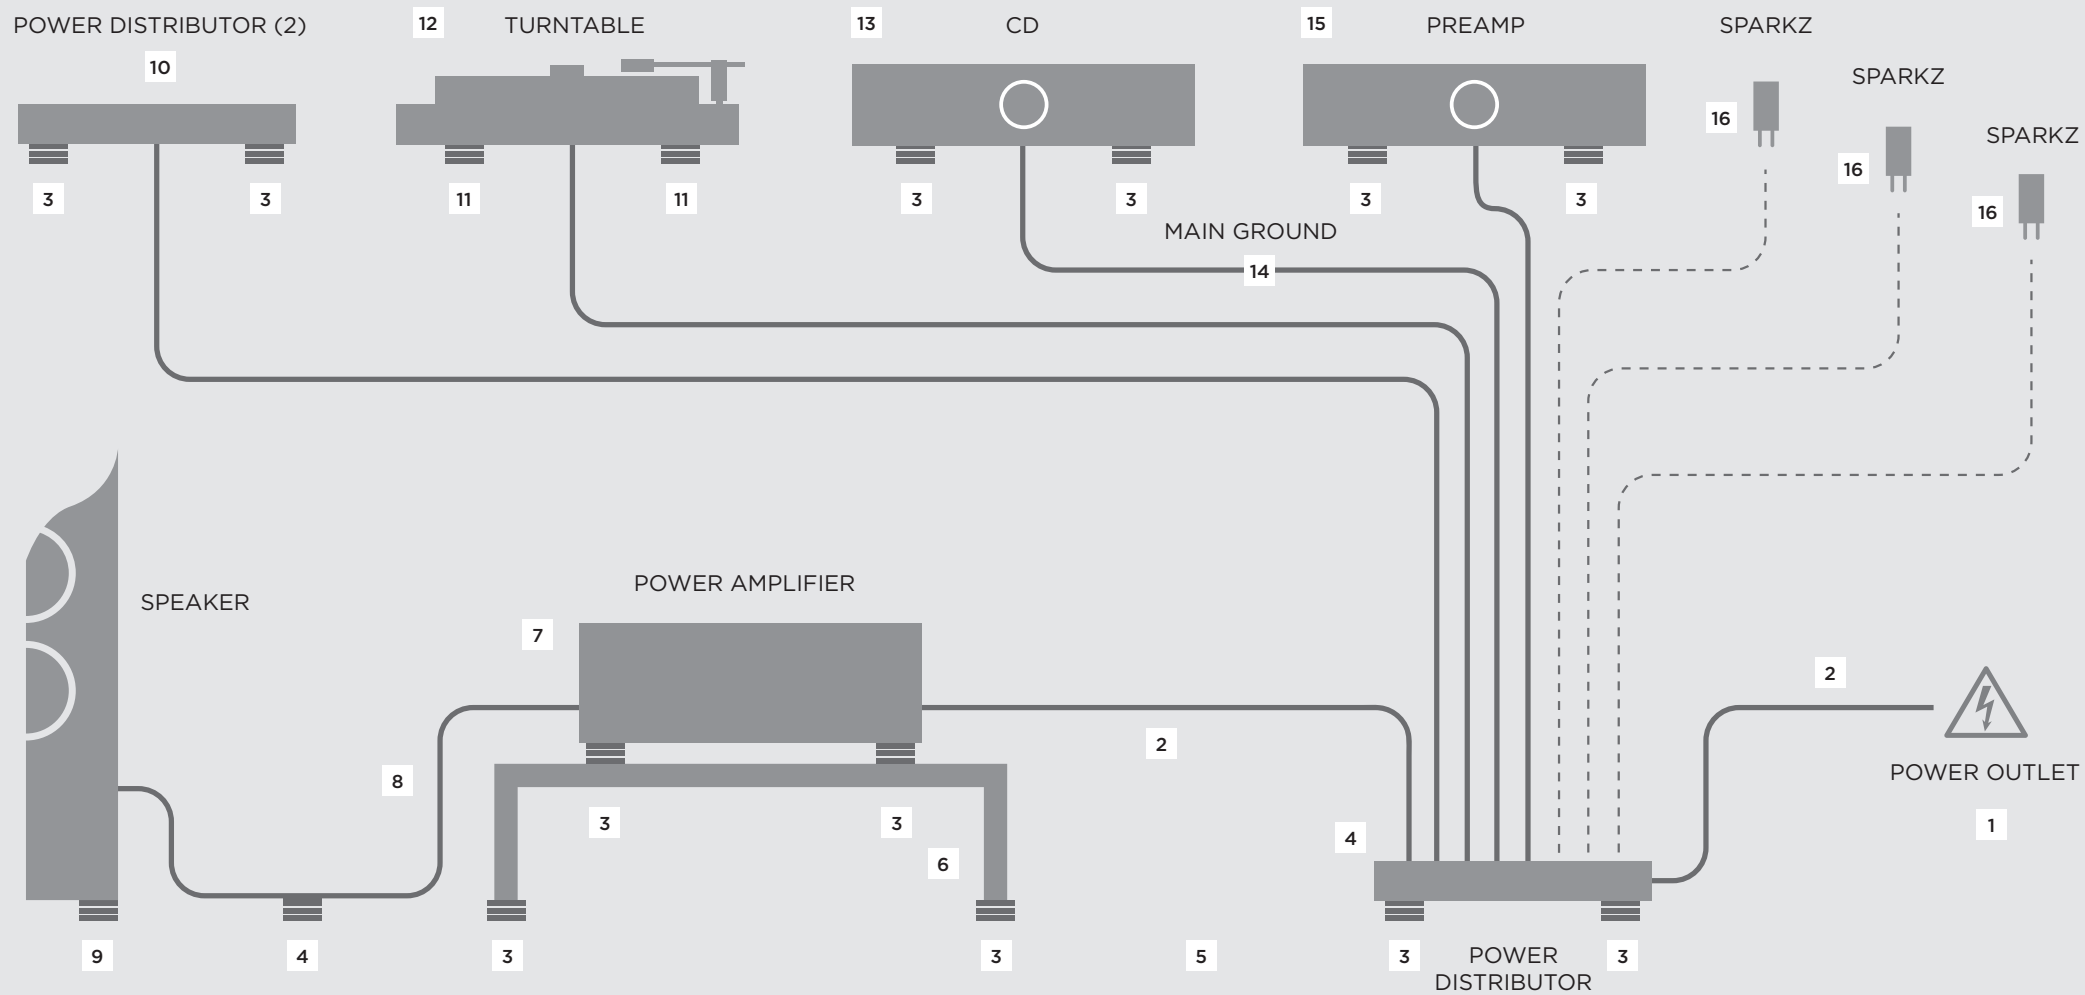 POWER DISTRIBUTOR (2)
12
TURNTABLE
13
CD
15
PREAMP
SPARKZ
10
SPARKZ
16
SPARKZ
16
16
3
3
11
11
3
3
3
3
MAIN GROUND
14
SPEAKER
POWER AMPLIFIER
7
2
2
8
POWER OUTLET
3
3
4
1
6
9
4
3
3
5
3
POWER
DISTRIBUTOR
3